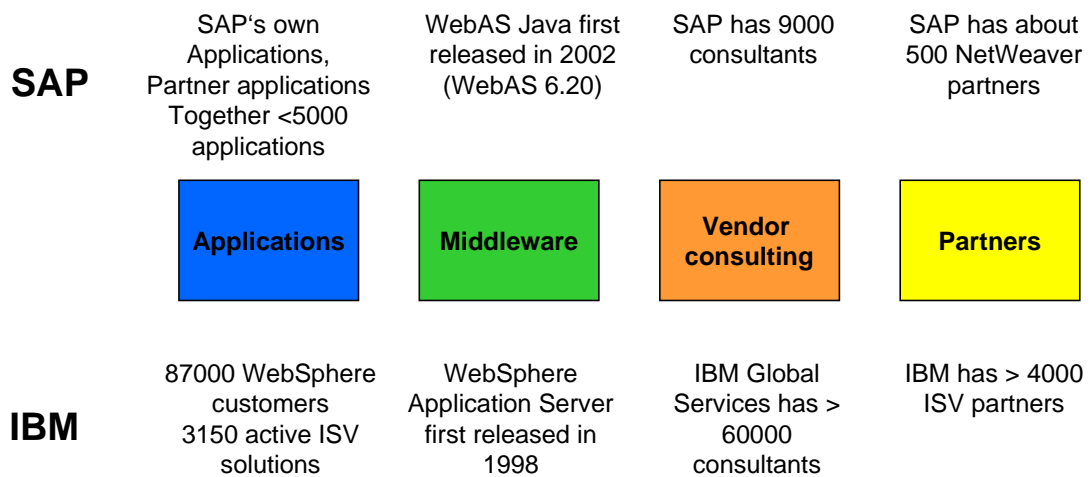 SAP
SAP‘s own
Applications,
Partner applications
Together <5000
applications
WebAS Java first
released in 2002
(WebAS 6.20)
SAP has 9000
consultants
SAP has about
500 NetWeaver
partners
Applications
Middleware
Vendor
consulting
Partners
IBM
87000 WebSphere
customers
3150 active ISV
solutions
WebSphere
Application Server
first released in
1998
IBM Global
Services has >
60000
consultants
IBM has > 4000
ISV partners